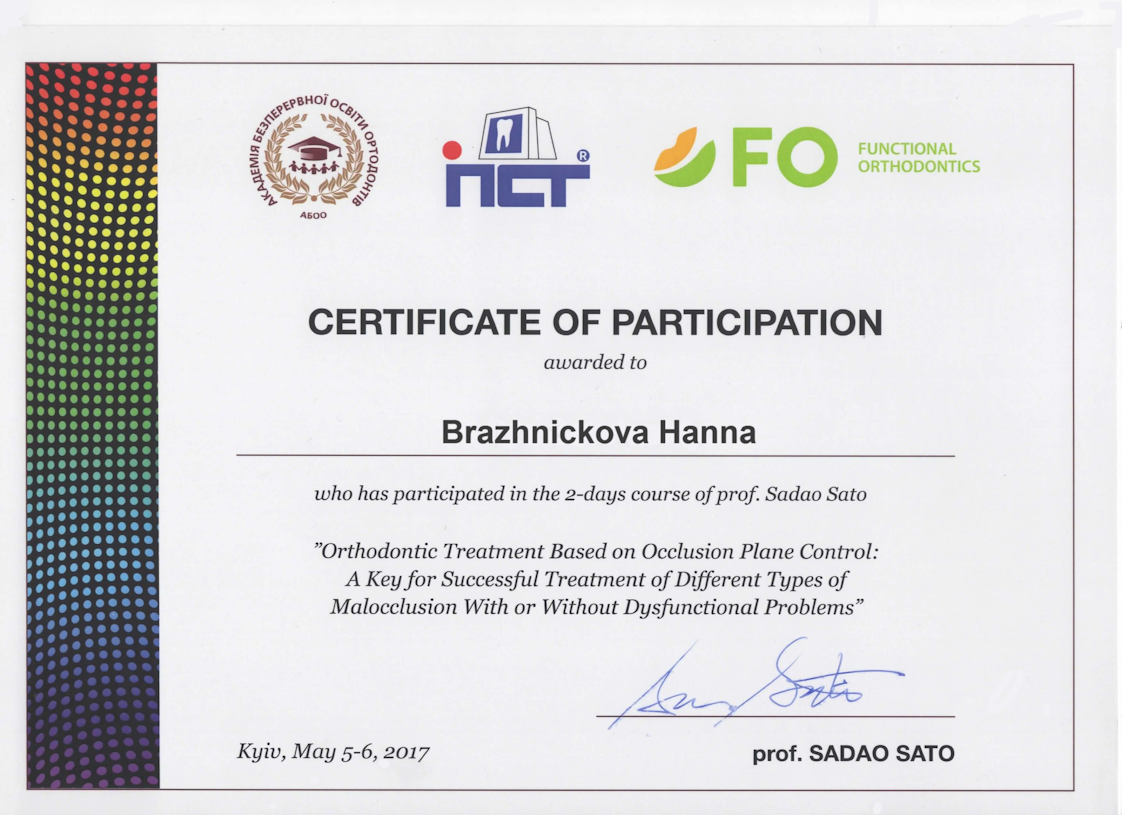 АКАДЕМІЯ БЕЗПЕРЕРВНОЇ ОСВІТИ ОРТОДОНТІВ
АБОО
ІПСТ®
FO FUNCTIONAL
ORTHODONTICS
CERTIFICATE OF PARTICIPATION
awarded to
Brazhnickova Hanna
who has participated in the 2-days course of prof. Sadao Sato
”Orthodontic Treatment Based on Occlusion Plane Control:
A Key for Successful Treatment of Different Types of
Malocclusion With or Without Dysfunctional Problems”
Kyiv, May 5-6, 2017
prof. SADAO SATO